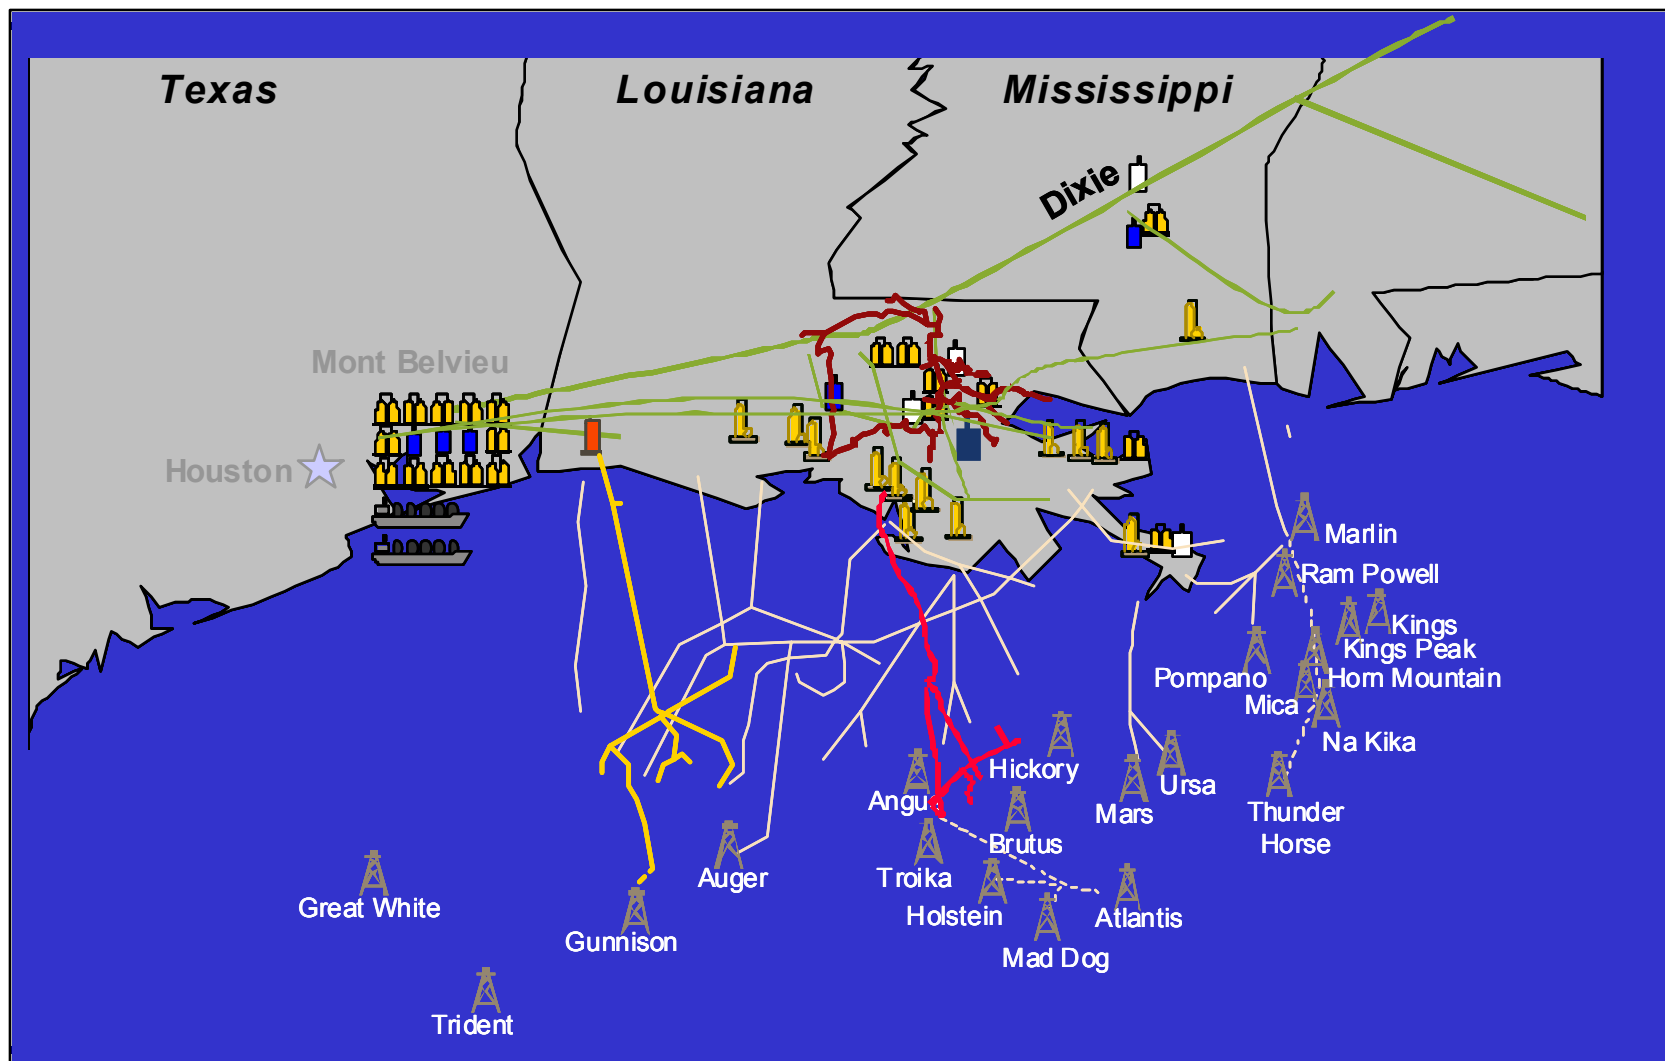 Texas
Louisiana
Mississippi
Dixie
Mont Belvieu
Houston
Marlin
Ram Powell
Kings
Kings Peak
Pompano
Horn Mountain
Mica
Na Kika
Hickory
Ursa
Angu
Mars
Thunder
Horse
Brutus
Auger
Troika
Great White
Holstein
Atlantis
Gunnison
Mad Dog
Trident